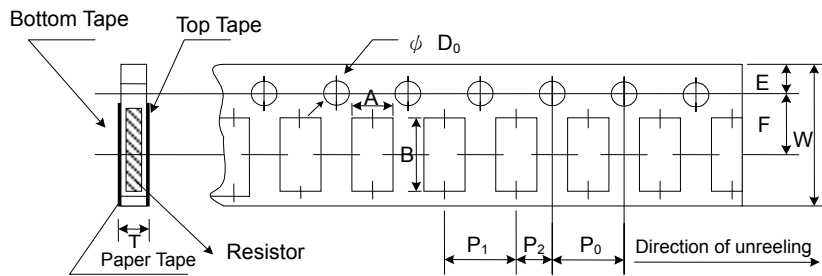 Bottom Tape
Top Tape
ϕ D₀
A
E
F
W
B
T
Paper Tape
Resistor
P₁
P₂
P₀
Direction of unreeling